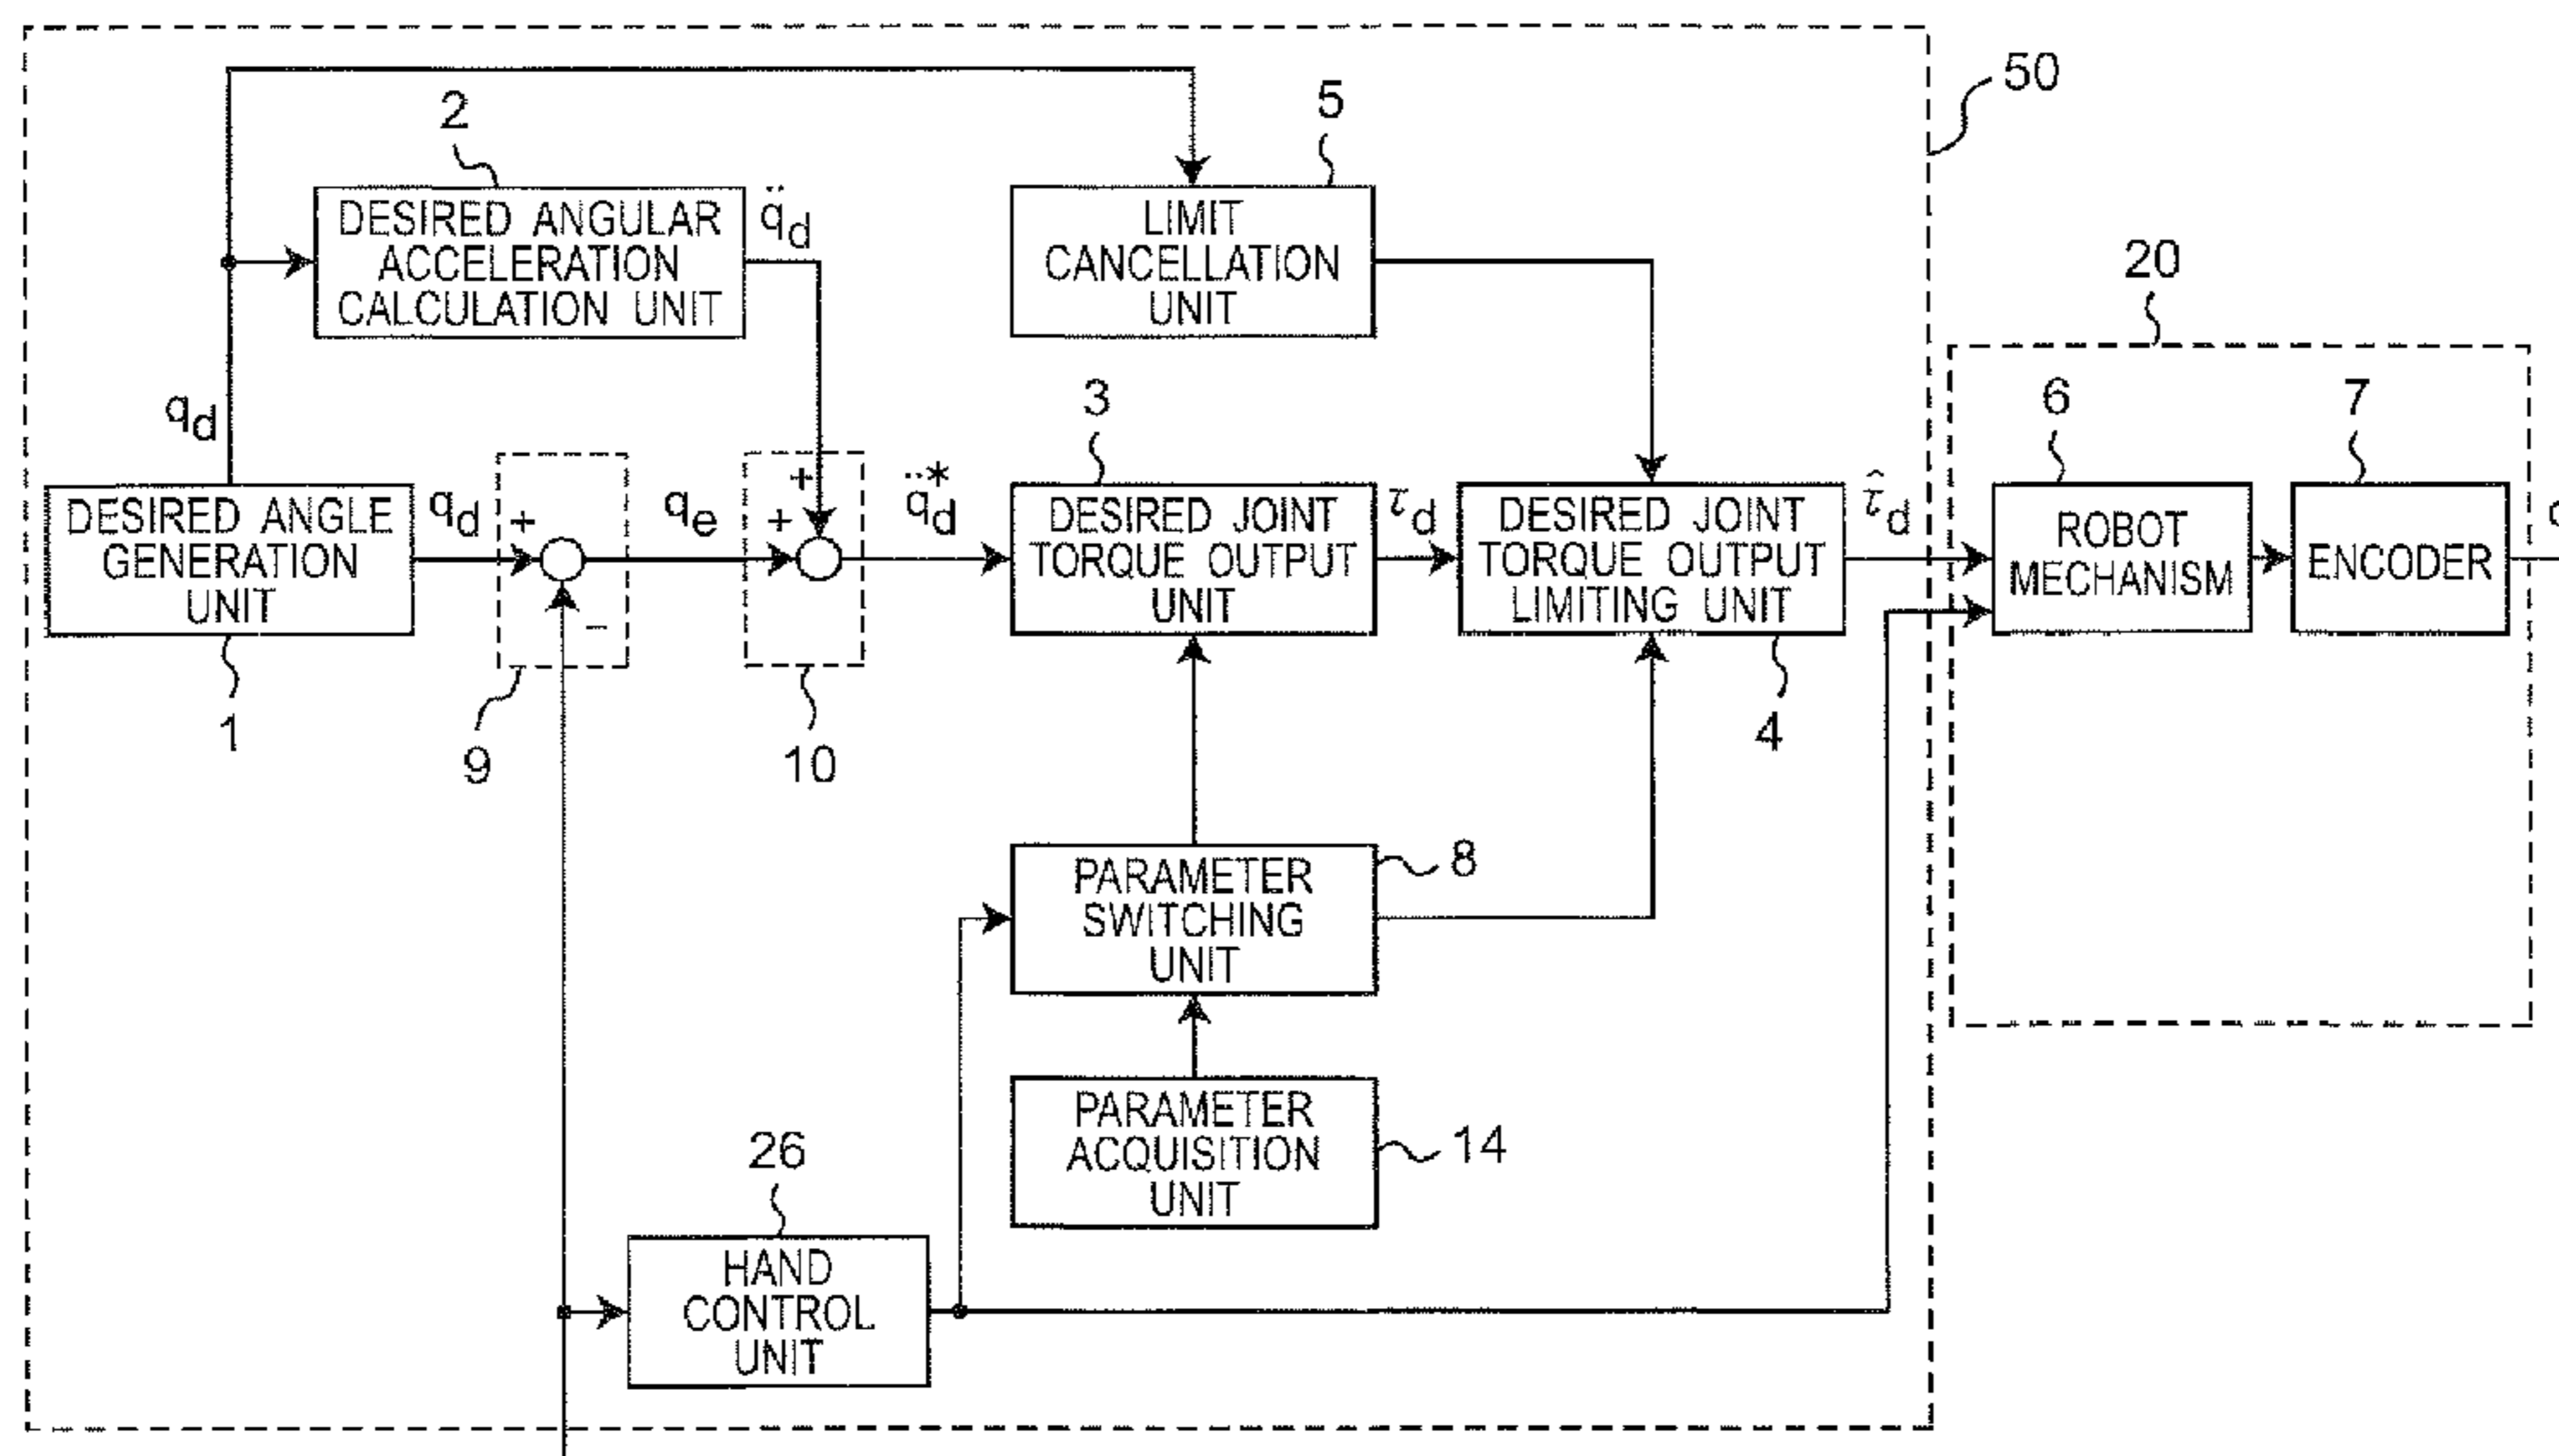 50
2
5
DESIRED ANGULAR
ACCELERATION
CALCULATION UNIT
q̈d
LIMIT
CANCELLATION
UNIT
20
qd
3
6
7
DESIRED ANGLE
GENERATION
UNIT
qd
+
−
qe
+
+
q̈*d
DESIRED JOINT
TORQUE OUTPUT
UNIT
τd
DESIRED JOINT
TORQUE OUTPUT
LIMITING UNIT
τ̂d
ROBOT
MECHANISM
ENCODER
1
9
10
4
PARAMETER
SWITCHING
UNIT
8
PARAMETER
ACQUISITION
UNIT
14
26
HAND
CONTROL
UNIT